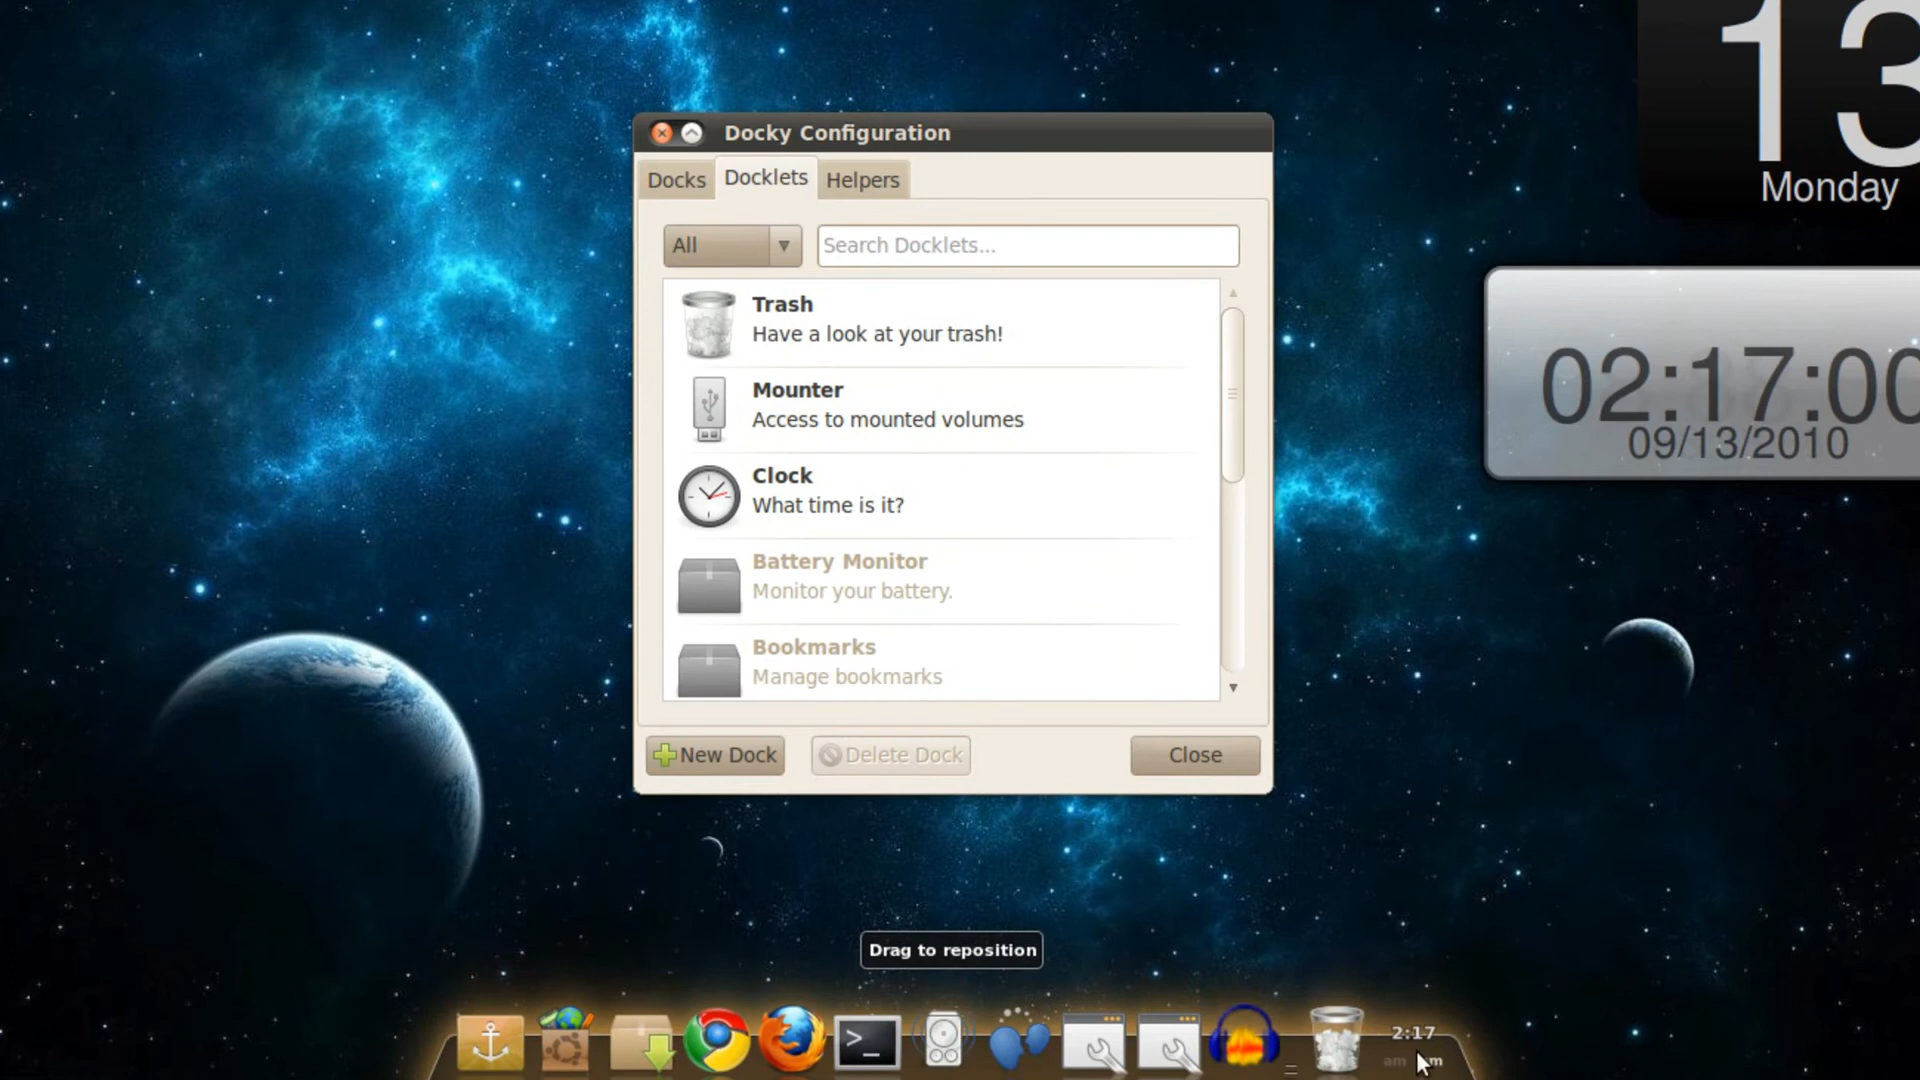 13
Monday
02:17:00
09/13/2010
Docky Configuration
Docks
Docklets
Helpers
All
Search Docklets...
Trash
Have a look at your trash!
Mounter
Access to mounted volumes
Clock
What time is it?
Battery Monitor
Monitor your battery.
Bookmarks
Manage bookmarks
New Dock
Delete Dock
Close
Drag to reposition
>_
2:17
am